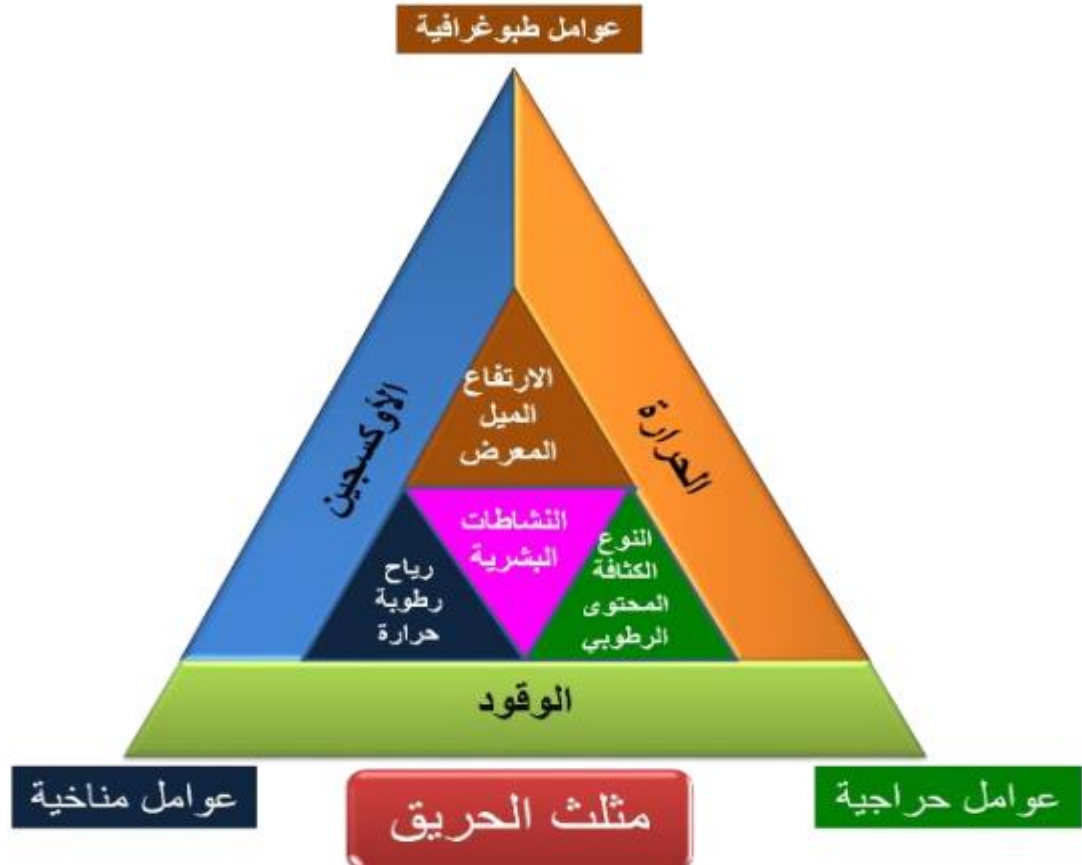 عوامل طبوغرافية
الحرارة
الأوكسجين
الارتفاع
الميل
المعرض
النشاطات
البشرية
النوع
الكثافة
المحتوى
الرطوبي
رياح
رطوبة
حرارة
الوقود
عوامل حراجية
مثلث الحريق
عوامل مناخية